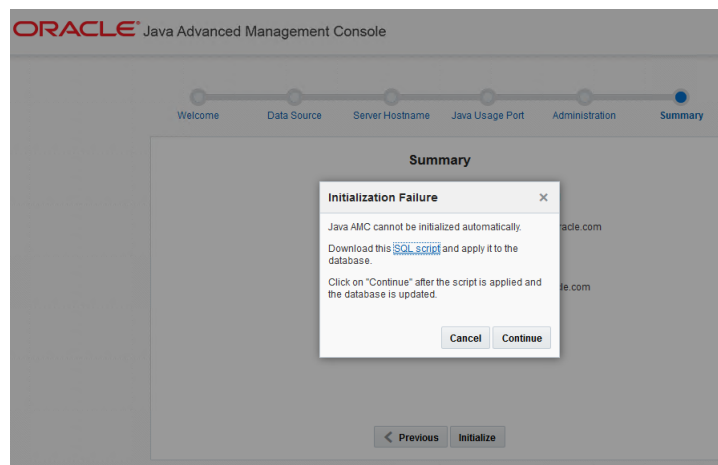 ORACLE® Java Advanced Management Console
Welcome Data Source Server Hostname Java Usage Port Administration Summary
Summary
Initialization Failure ×
Java AMC cannot be initialized automatically.
racle.com
Download this SQL script and apply it to the
database.
Click on "Continue" after the script is applied and
the database is updated.
le.com
Cancel Continue
Previous Initialize